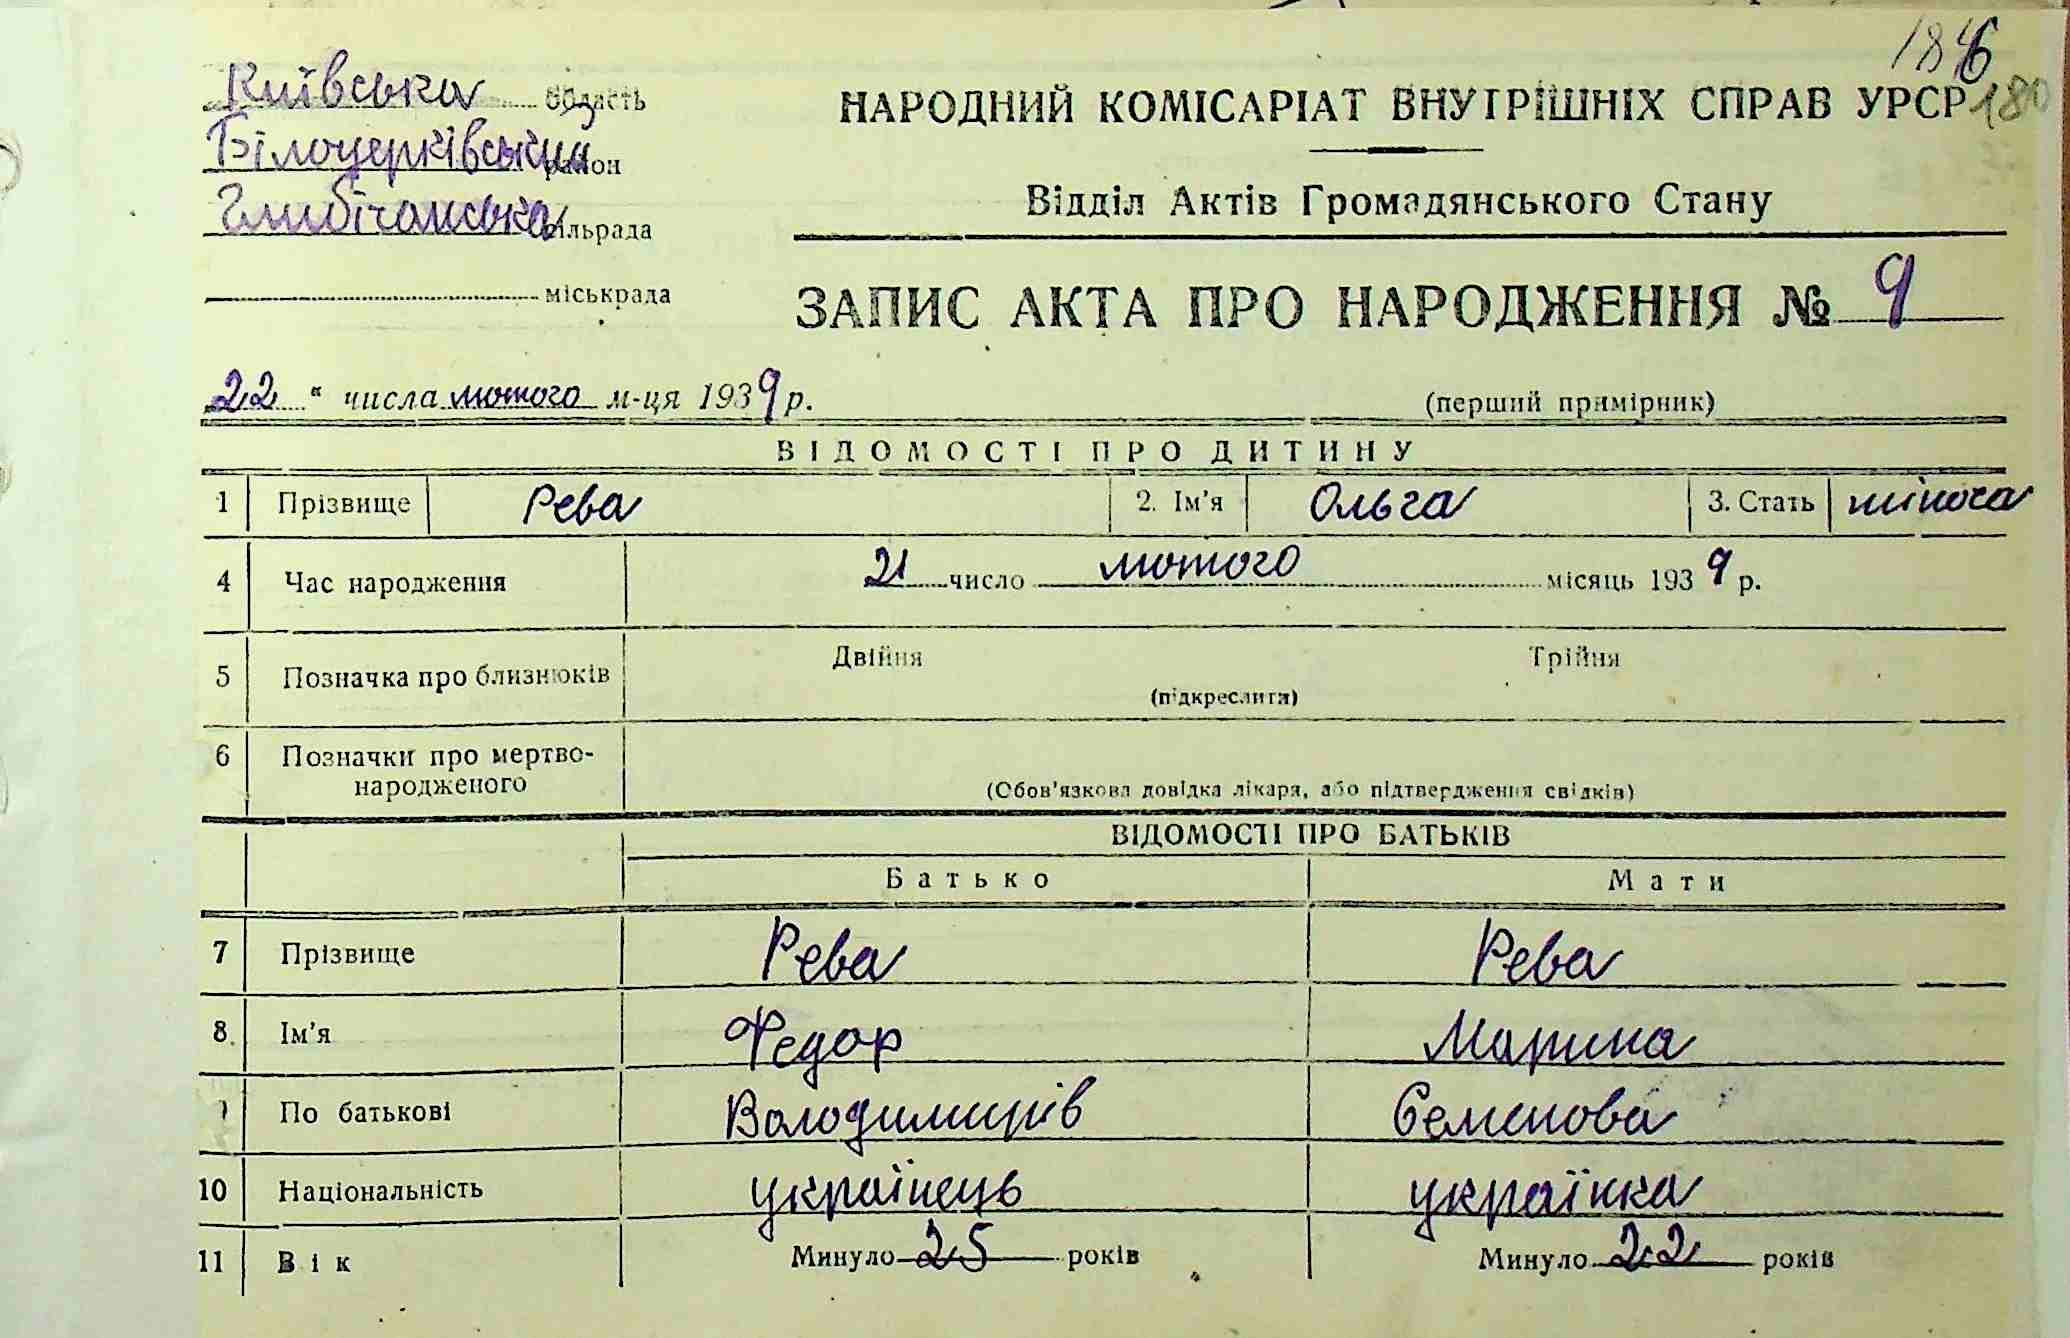 186
180
Київська область
Білоцерківський район
Глибічанська сільрада
міськрада
НАРОДНИЙ КОМІСАРІАТ ВНУТРІШНІХ СПРАВ УРСР
Відділ Актів Громадянського Стану
ЗАПИС АКТА ПРО НАРОДЖЕННЯ № 9
22 " числа лютого м-ця 1939 р.
(перший примірник)
ВІДОМОСТІ ПРО ДИТИНУ
1 Прізвище Рева 2. Ім'я Ольга 3. Стать жіноча
4 Час народження 21 число лютого місяць 1939 р.
5 Позначка про близнюків Двійня Трійня
(підкреслити)
6 Позначки про мертво-
народженого
(Обов'язкова довідка лікаря, або підтвердження свідків)
ВІДОМОСТІ ПРО БАТЬКІВ
Батько Мати
7 Прізвище Рева Рева
8. Ім'я Федор Марина
9 По батькові Володимирів Семенова
10 Національність українець українка
11 Вік Минуло 25 років Минуло 22 років